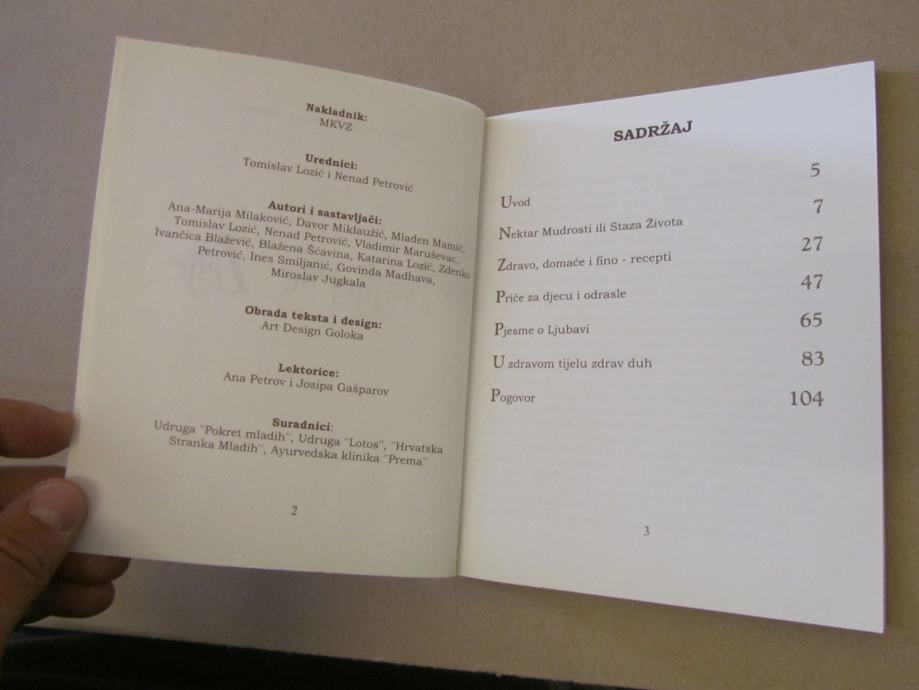 Nakladnik:
MKVZ
Urednici:
Tomislav Lozić i Nenad Petrović
Autori i sastavljači:
Ana-Marija Milaković, Davor Miklaužić, Mladen Mamić,
Tomislav Lozić, Nenad Petrović, Vladimir Maruševac,
Ivančica Blažević, Blažena Šćavina, Katarina Lozić, Zdenko
Petrović, Ines Smiljanić, Govinda Madhava,
Miroslav Jugkala
Obrada teksta i design:
Art Design Goloka
Lektorice:
Ana Petrov i Josipa Gašparov
Suradnici:
Udruga "Pokret mladih", Udruga "Lotos", "Hrvatska
Stranka Mladih", Ayurvedska klinika "Prema"
2
SADRŽAJ
Uvod 5
Nektar Mudrosti ili Staza Života 7
Zdravo, domaće i fino - recepti 27
Priče za djecu i odrasle 47
Pjesme o Ljubavi 65
U zdravom tijelu zdrav duh 83
Pogovor 104
3